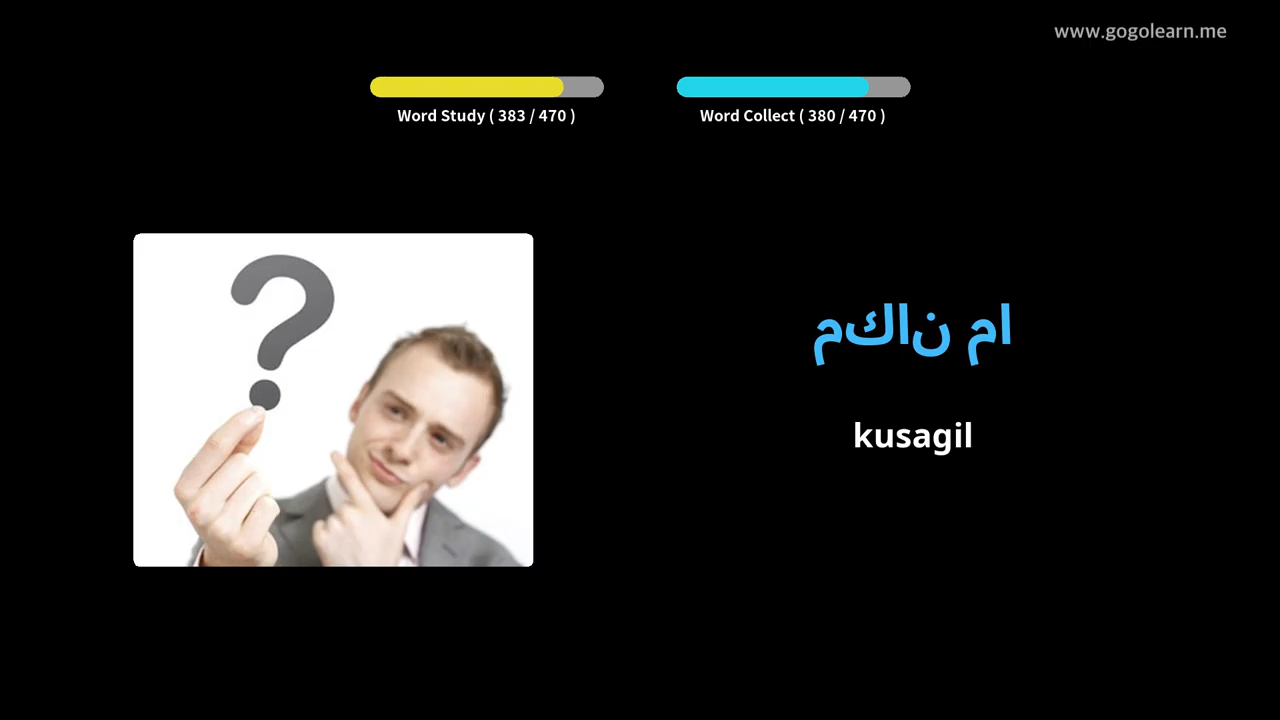 www.gogolearn.me
Word Study ( 383 / 470 )
Word Collect ( 380 / 470 )
مكان ما
kusagil